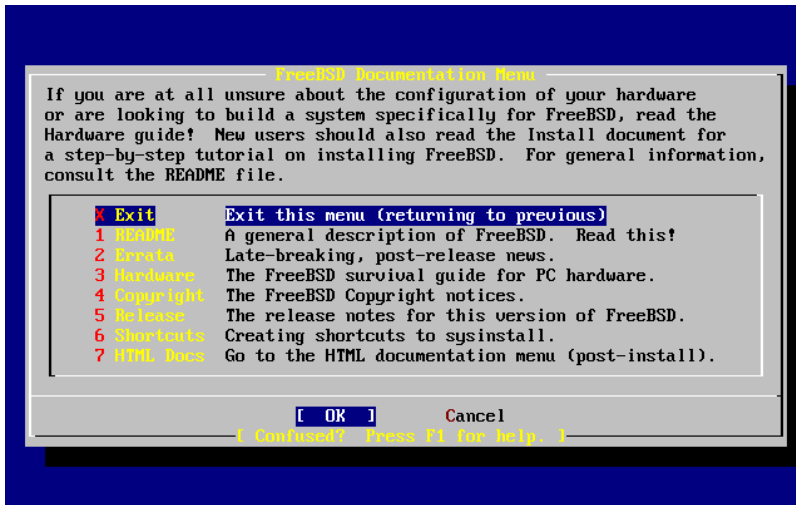 FreeBSD Documentation Menu
If you are at all unsure about the configuration of your hardware
or are looking to build a system specifically for FreeBSD, read the
Hardware guide!  New users should also read the Install document for
a step-by-step tutorial on installing FreeBSD.  For general information,
consult the README file.
X Exit Exit this menu (returning to previous)
1 README A general description of FreeBSD.  Read this!
2 Errata Late-breaking, post-release news.
3 Hardware The FreeBSD survival guide for PC hardware.
4 Copyright The FreeBSD Copyright notices.
5 Release The release notes for this version of FreeBSD.
6 Shortcuts Creating shortcuts to sysinstall.
7 HTML Docs Go to the HTML documentation menu (post-install).
[ OK ] Cancel
[ Confused?  Press F1 for help. ]